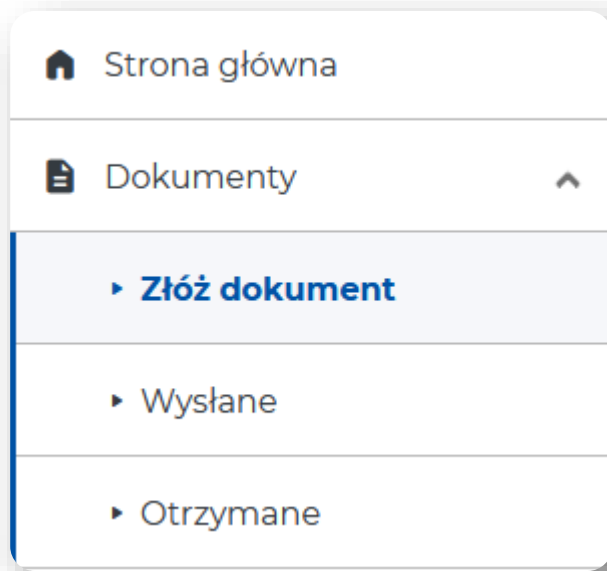 Strona główna
Dokumenty
Złóż dokument
Wysłane
Otrzymane